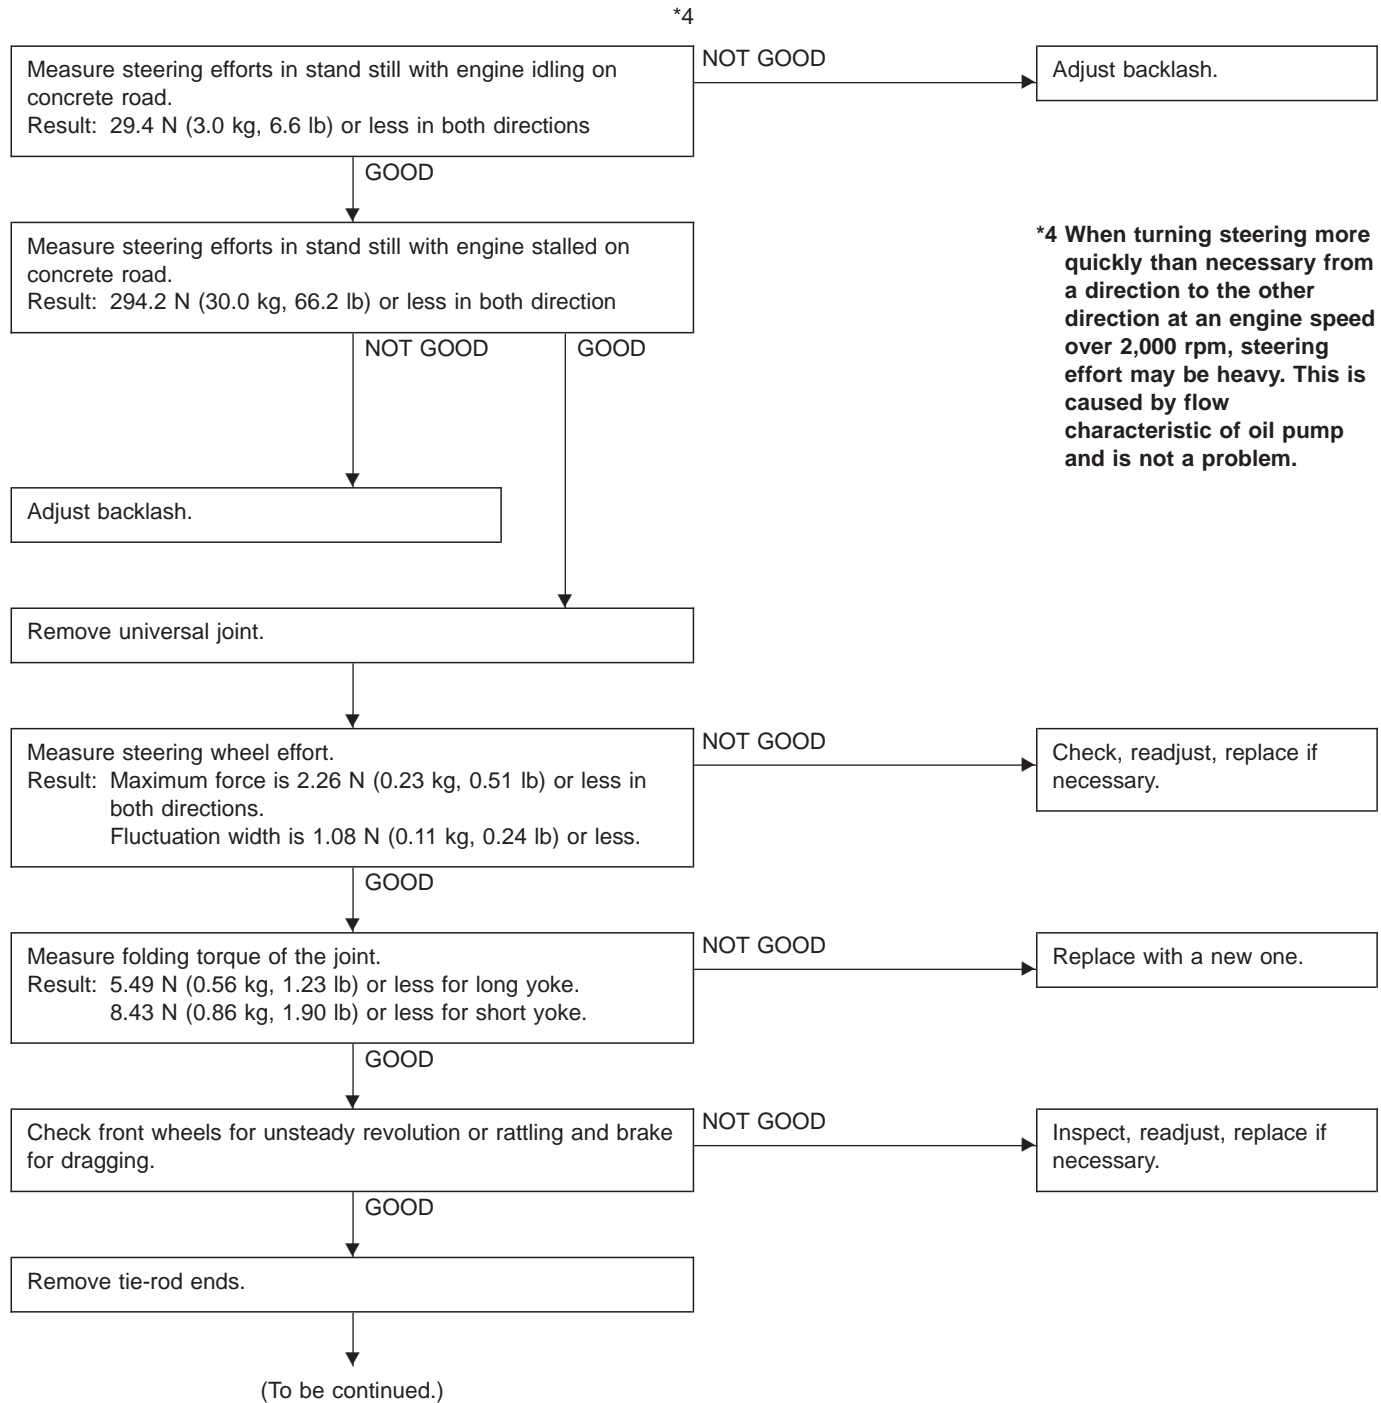 *4
Measure steering efforts in stand still with engine idling on
concrete road.
Result: 29.4 N (3.0 kg, 6.6 lb) or less in both directions
NOT GOOD
Adjust backlash.
GOOD
Measure steering efforts in stand still with engine stalled on
concrete road.
Result: 294.2 N (30.0 kg, 66.2 lb) or less in both direction
*4 When turning steering more
quickly than necessary from
a direction to the other
direction at an engine speed
over 2,000 rpm, steering
effort may be heavy. This is
caused by flow
characteristic of oil pump
and is not a problem.
NOT GOOD
GOOD
Adjust backlash.
Remove universal joint.
Measure steering wheel effort.
Result: Maximum force is 2.26 N (0.23 kg, 0.51 lb) or less in
both directions.
Fluctuation width is 1.08 N (0.11 kg, 0.24 lb) or less.
NOT GOOD
Check, readjust, replace if
necessary.
GOOD
Measure folding torque of the joint.
Result: 5.49 N (0.56 kg, 1.23 lb) or less for long yoke.
8.43 N (0.86 kg, 1.90 lb) or less for short yoke.
NOT GOOD
Replace with a new one.
GOOD
Check front wheels for unsteady revolution or rattling and brake
for dragging.
NOT GOOD
Inspect, readjust, replace if
necessary.
GOOD
Remove tie-rod ends.
(To be continued.)